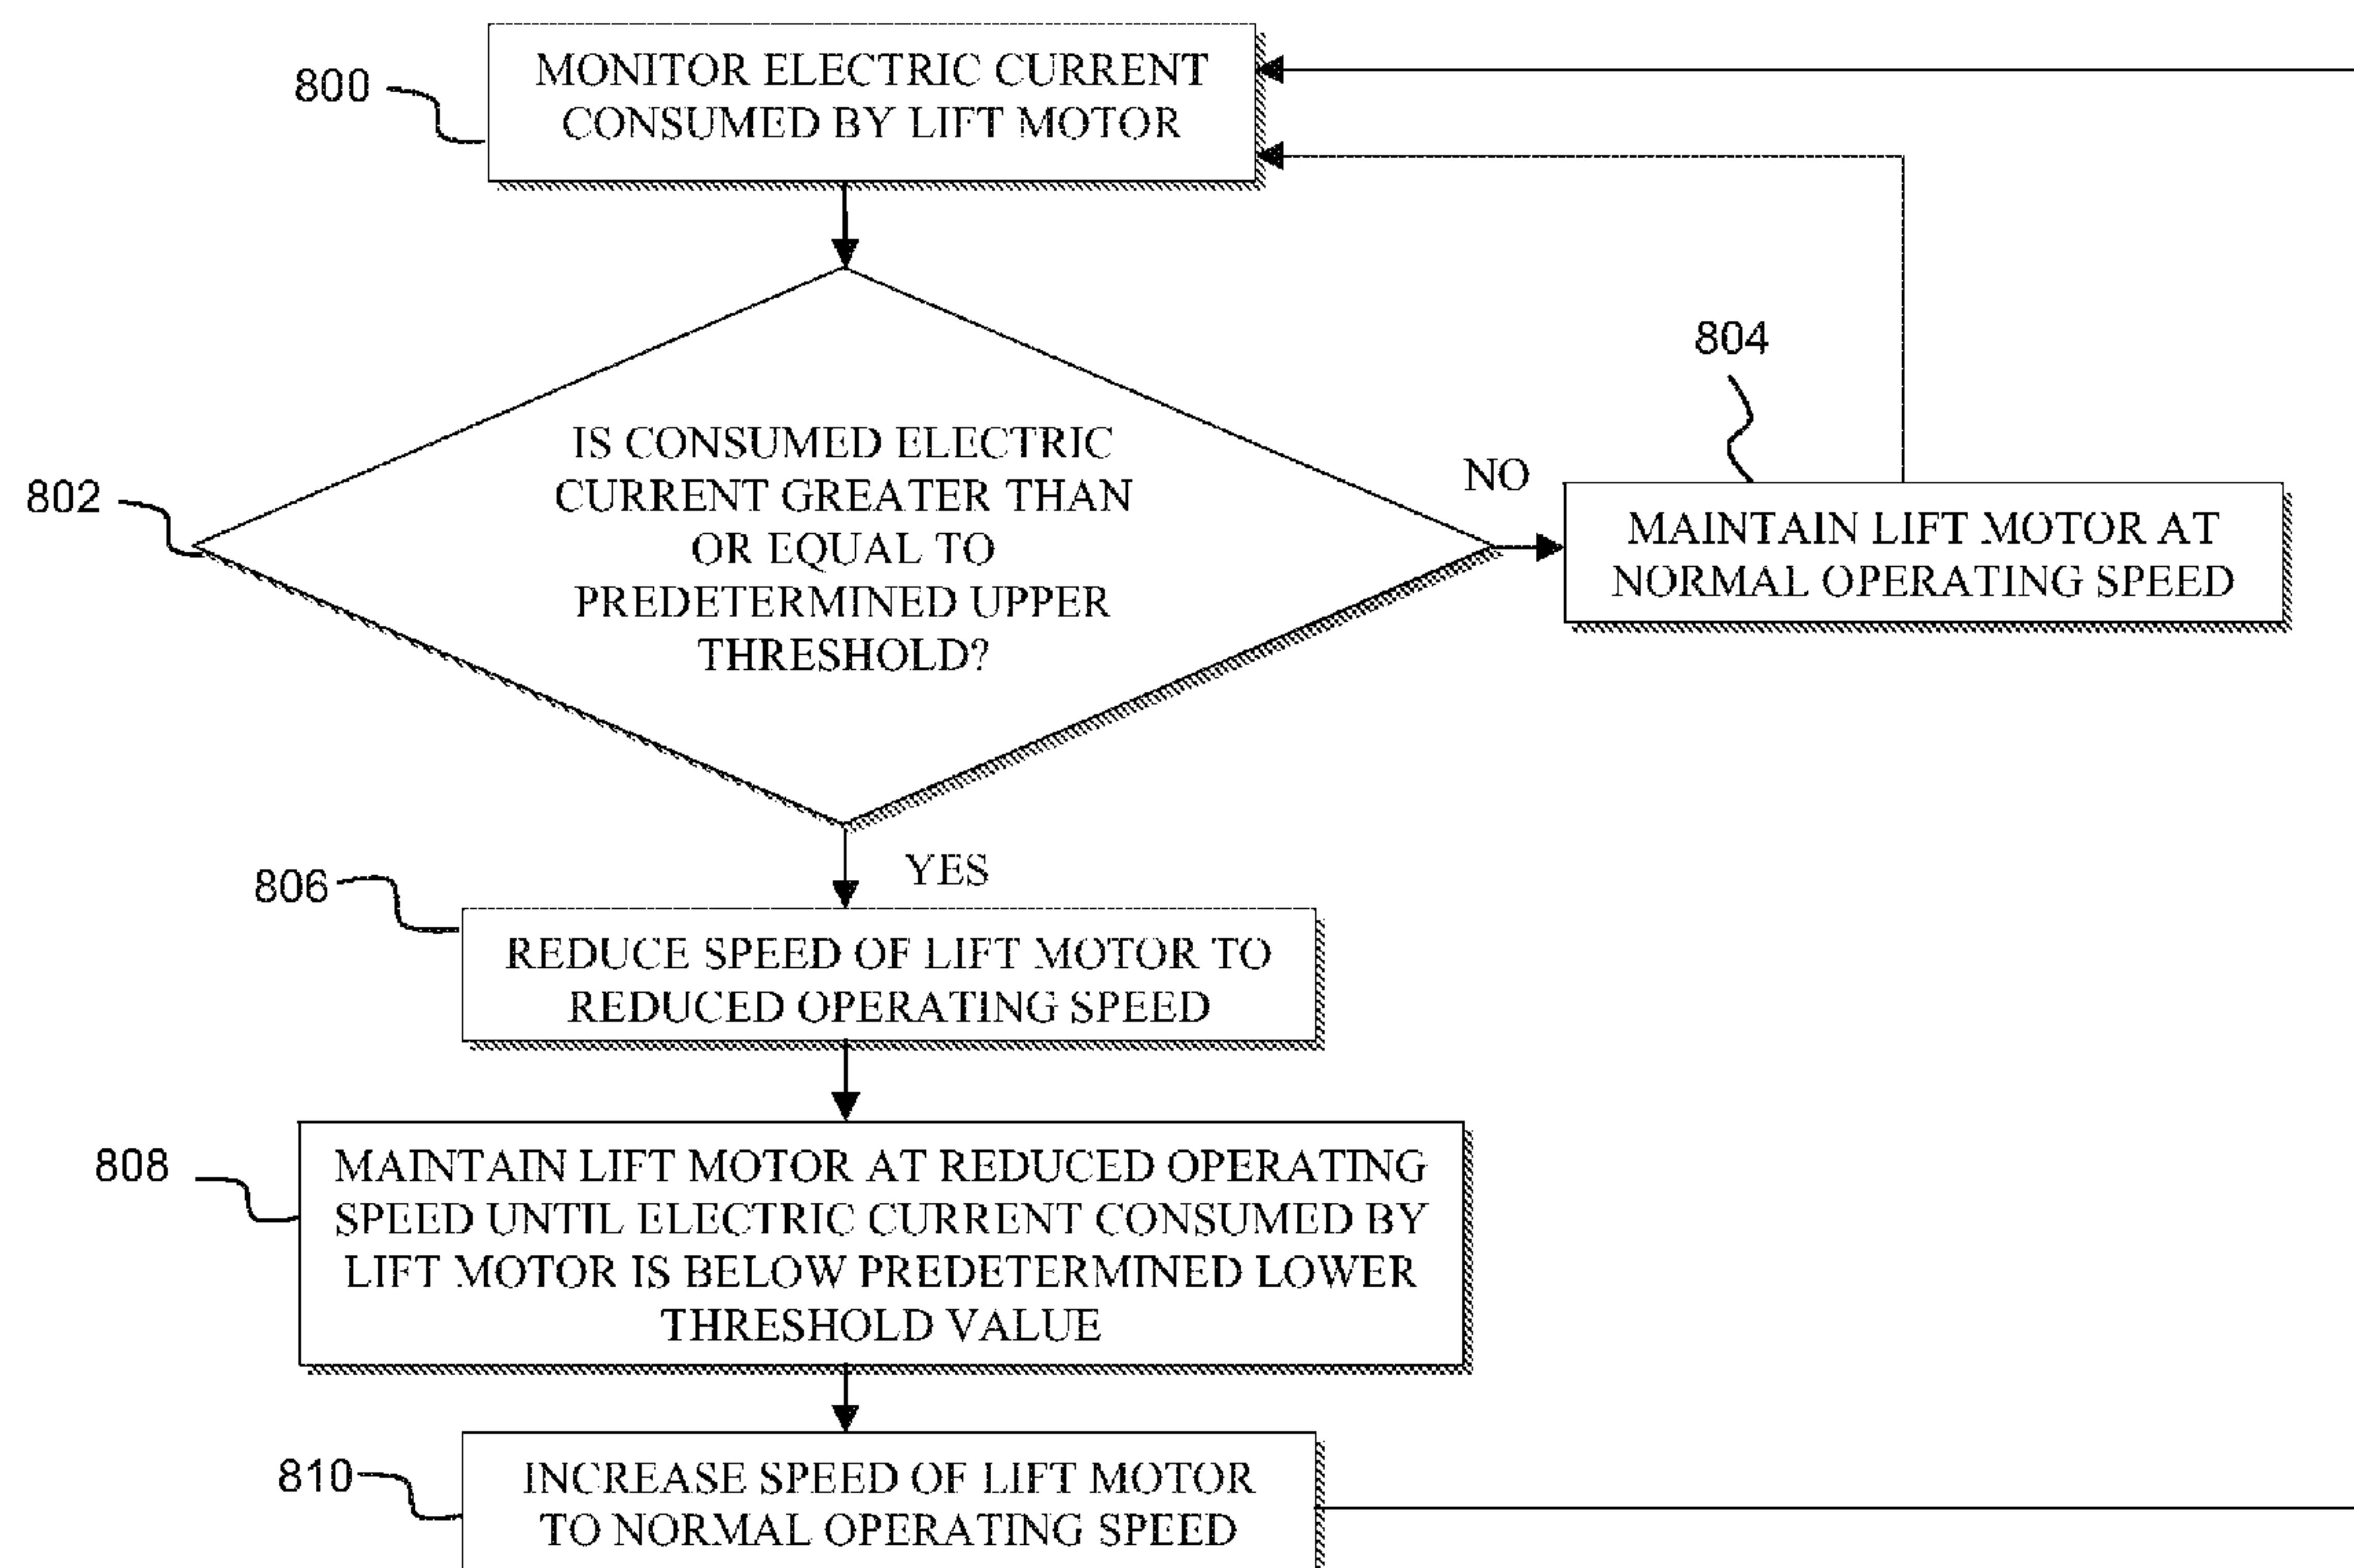 800
MONITOR ELECTRIC CURRENT
CONSUMED BY LIFT MOTOR
802
IS CONSUMED ELECTRIC
CURRENT GREATER THAN
OR EQUAL TO
PREDETERMINED UPPER
THRESHOLD?
NO
804
MAINTAIN LIFT MOTOR AT
NORMAL OPERATING SPEED
YES
806
REDUCE SPEED OF LIFT MOTOR TO
REDUCED OPERATING SPEED
808
MAINTAIN LIFT MOTOR AT REDUCED OPERATING
SPEED UNTIL ELECTRIC CURRENT CONSUMED BY
LIFT MOTOR IS BELOW PREDETERMINED LOWER
THRESHOLD VALUE
810
INCREASE SPEED OF LIFT MOTOR
TO NORMAL OPERATING SPEED